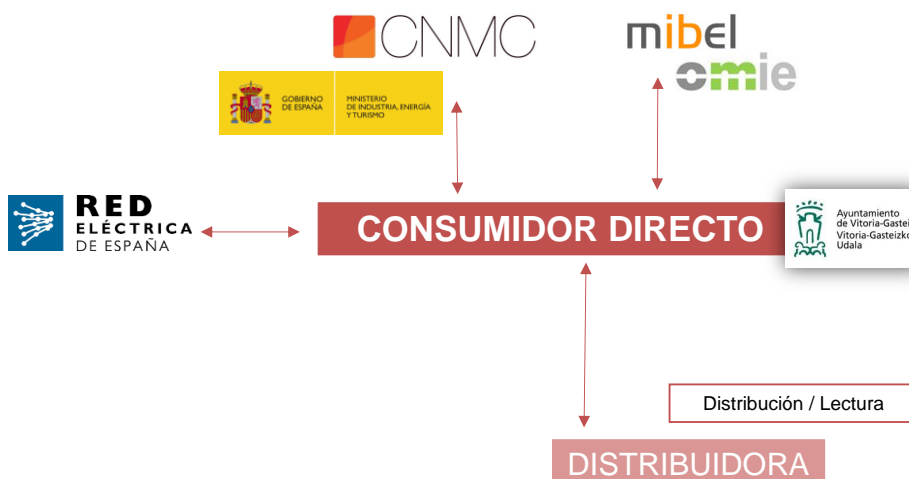 CNMC
mibel
omie
GOBIERNO
DE ESPAÑA
MINISTERIO
DE INDUSTRIA, ENERGÍA
Y TURISMO
RED
ELÉCTRICA
DE ESPAÑA
CONSUMIDOR DIRECTO
Ayuntamiento
de Vitoria-Gastei
Vitoria-Gasteizko
Udala
Distribución / Lectura
DISTRIBUIDORA